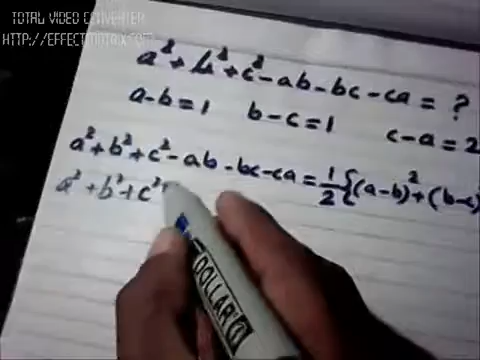 TOTAL VIDEO CONVERTER
HTTP://EFFECTMATRIX.COM
a² + b² + c² - ab - bc - ca = ?
a-b = 1 b-c = 1 c-a = 2
a² + b² + c² - ab - bc - ca = 1/2 {(a-b)² + (b-c)
a² + b² + c²
DOLLAR